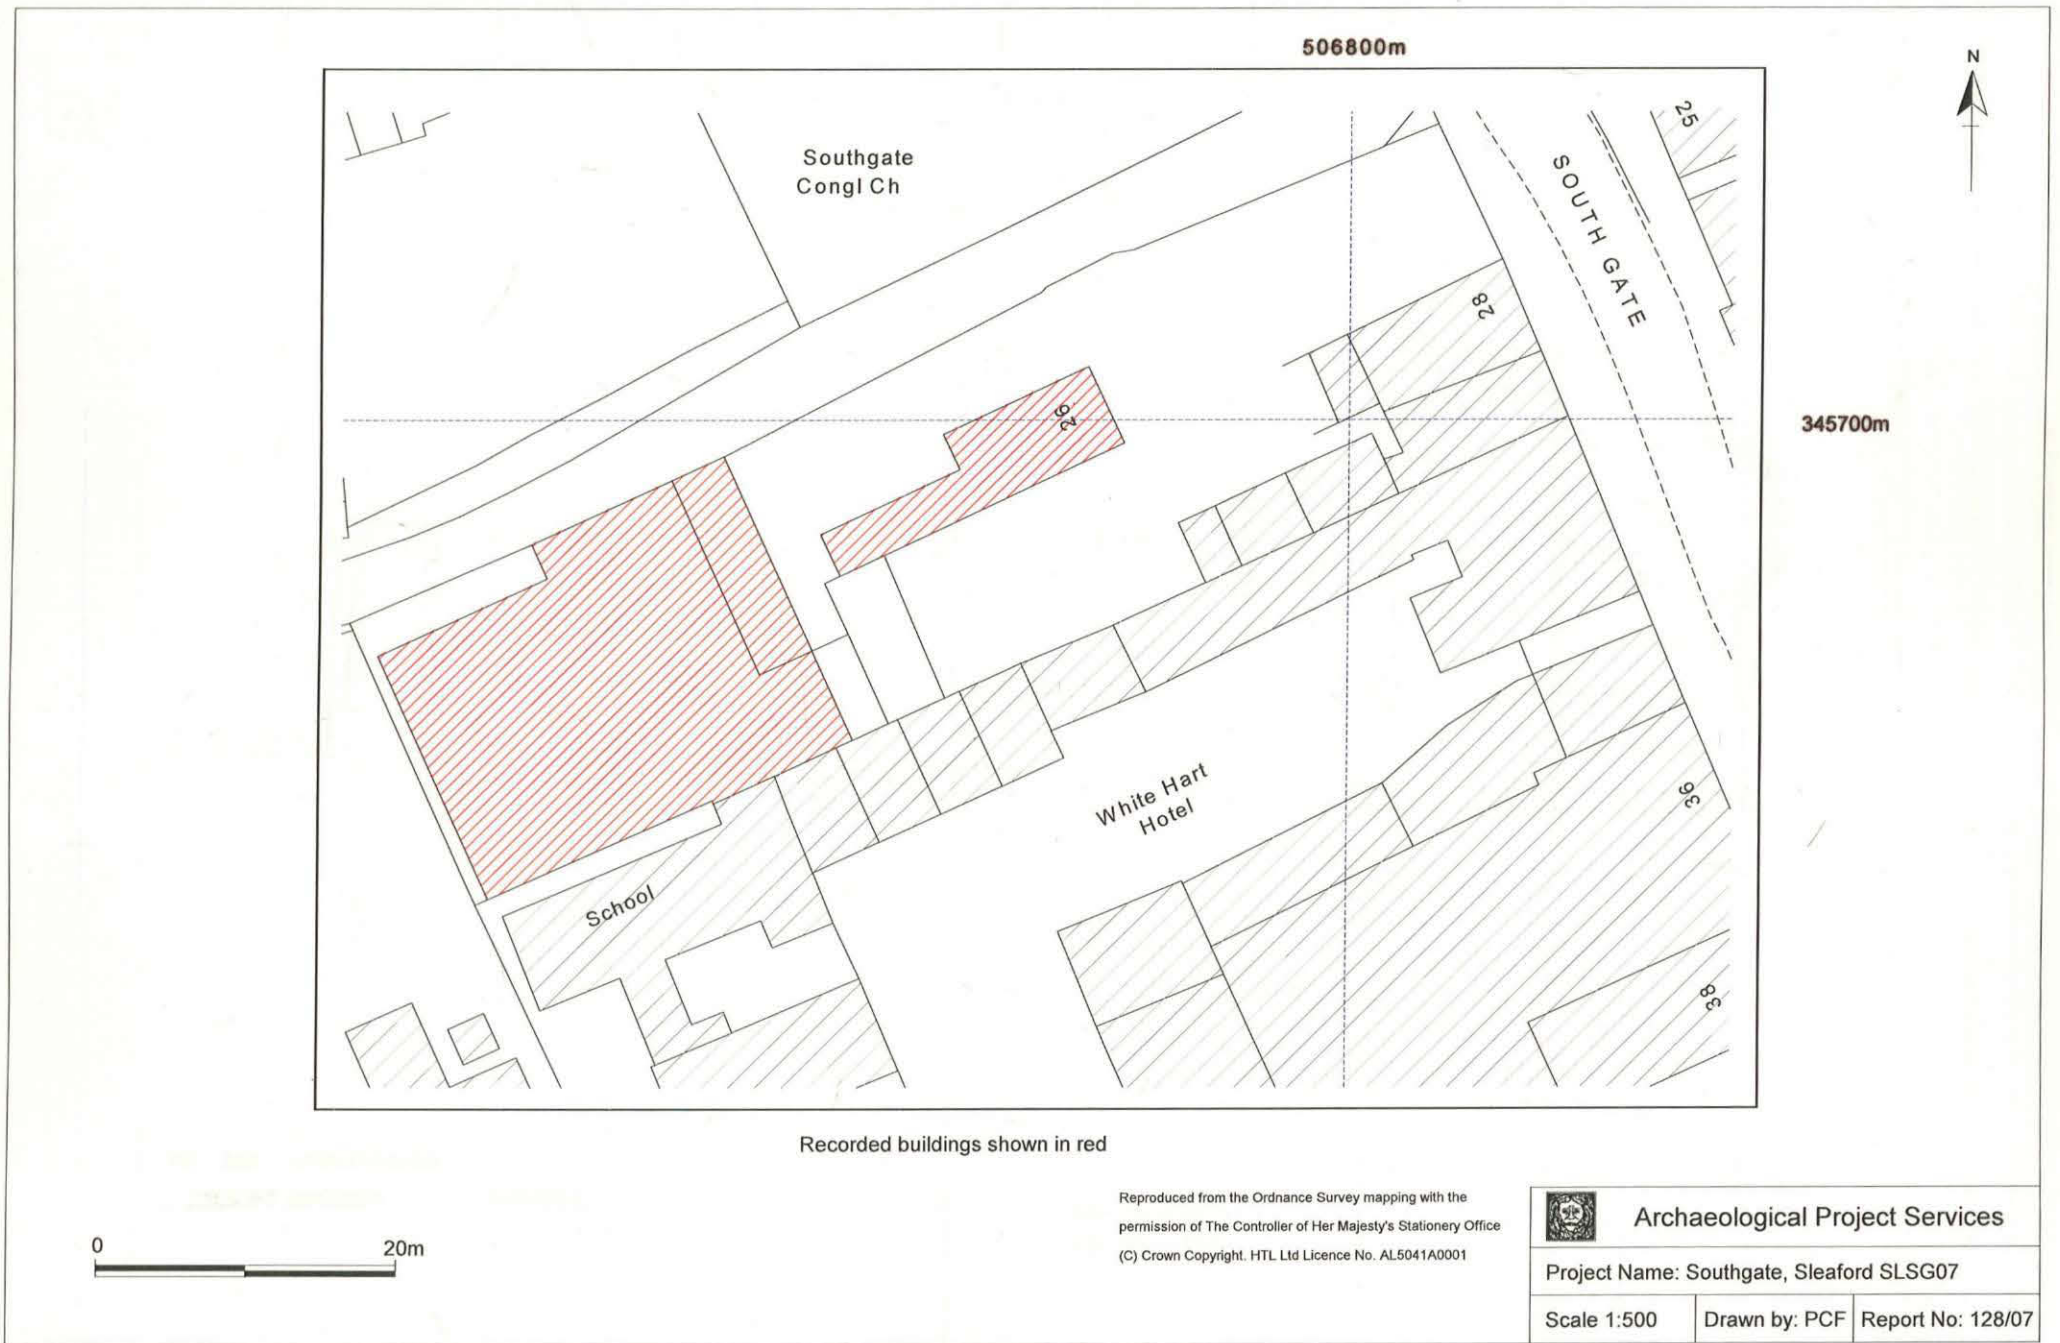 506800m
N
25
Southgate
Congl Ch
SOUTH GATE
28
26
345700m
White Hart
Hotel
36
School
38
Recorded buildings shown in red
Reproduced from the Ordnance Survey mapping with the
permission of The Controller of Her Majesty's Stationery Office
(C) Crown Copyright. HTL Ltd Licence No. AL5041A0001
0 20m
Archaeological Project Services
Project Name: Southgate, Sleaford SLSG07
Scale 1:500 Drawn by: PCF Report No: 128/07